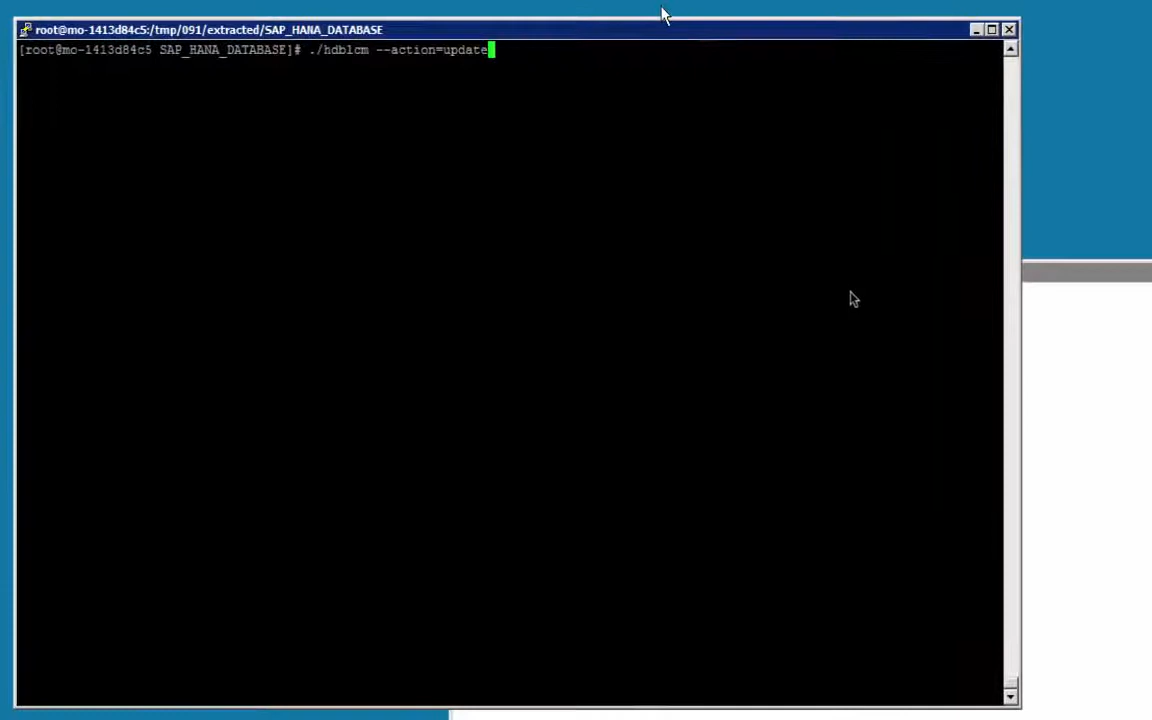 root@mo-1413d84c5:/tmp/091/extracted/SAP_HANA_DATABASE
[root@mo-1413d84c5 SAP_HANA_DATABASE]# ./hdblcm --action=update